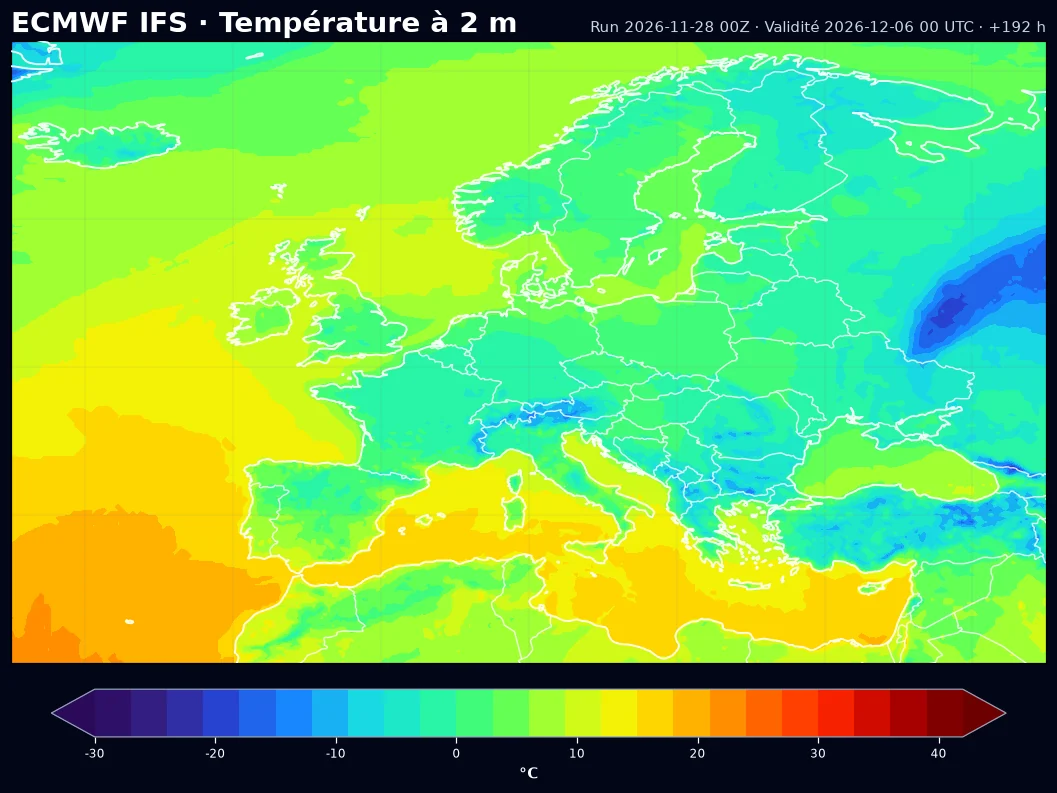 ECMWF IFS · Température à 2 m
Run 2026-11-28 00Z · Validité 2026-12-06 00 UTC · +192 h
-30 -20 -10 0 10 20 30 40
°C